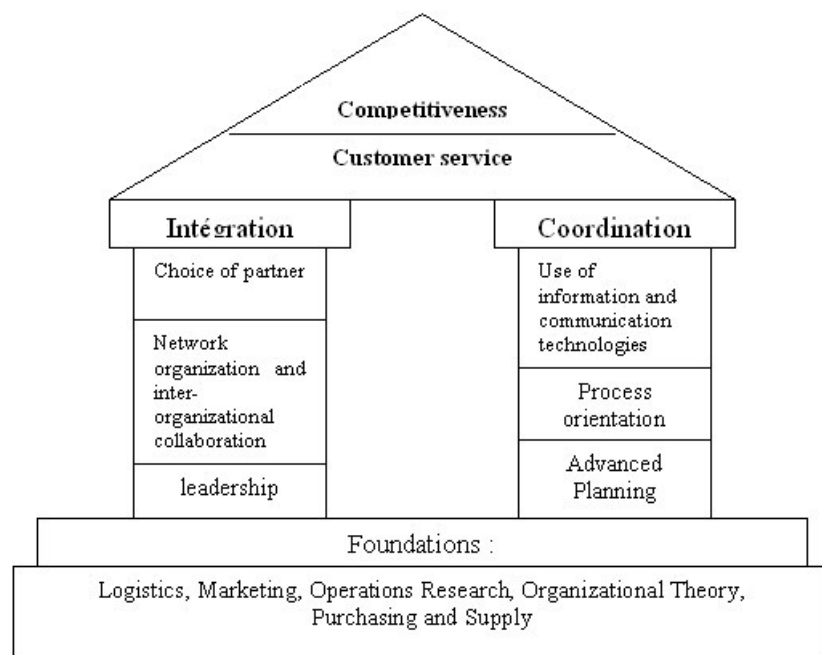 Competitiveness
Customer service
Intégration
Choice of partner
Network
organization and
inter-
organizational
collaboration
leadership
Coordination
Use of
information and
communication
technologies
Process
orientation
Advanced
Planning
Foundations :
Logistics, Marketing, Operations Research, Organizational Theory,
Purchasing and Supply